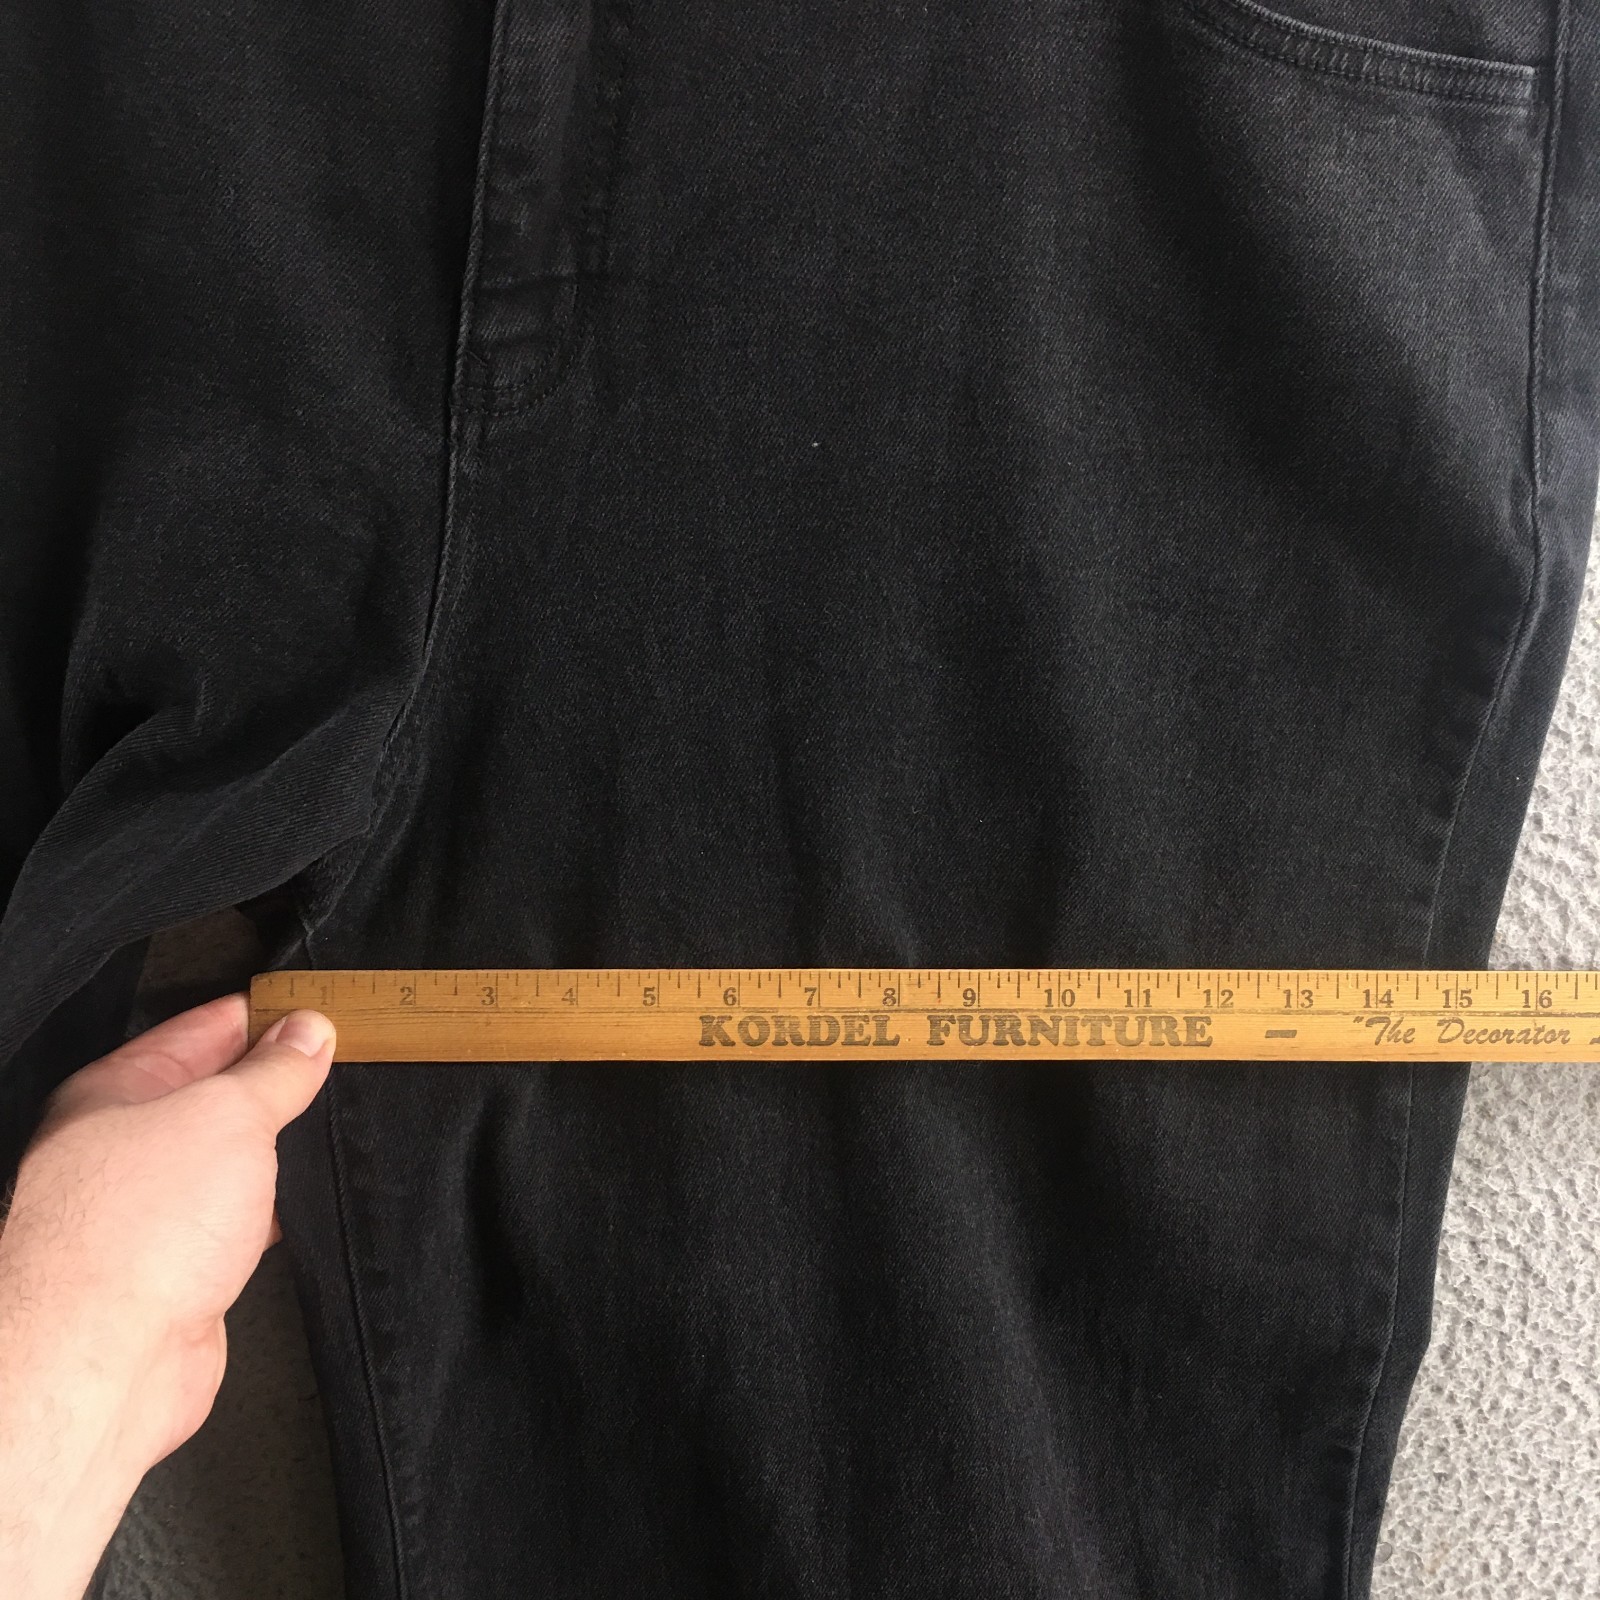 1 2 3 4 5 6 7 8 9 10 11 12 13 14 15 16
KORDEL FURNITURE - "The Decorator